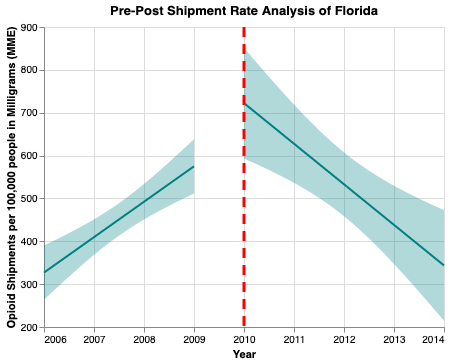 Pre-Post Shipment Rate Analysis of Florida
Opioid Shipments per 100,000 people in Milligrams (MME)
900
800
700
600
500
400
300
200
2006 2007 2008 2009 2010 2011 2012 2013 2014
Year